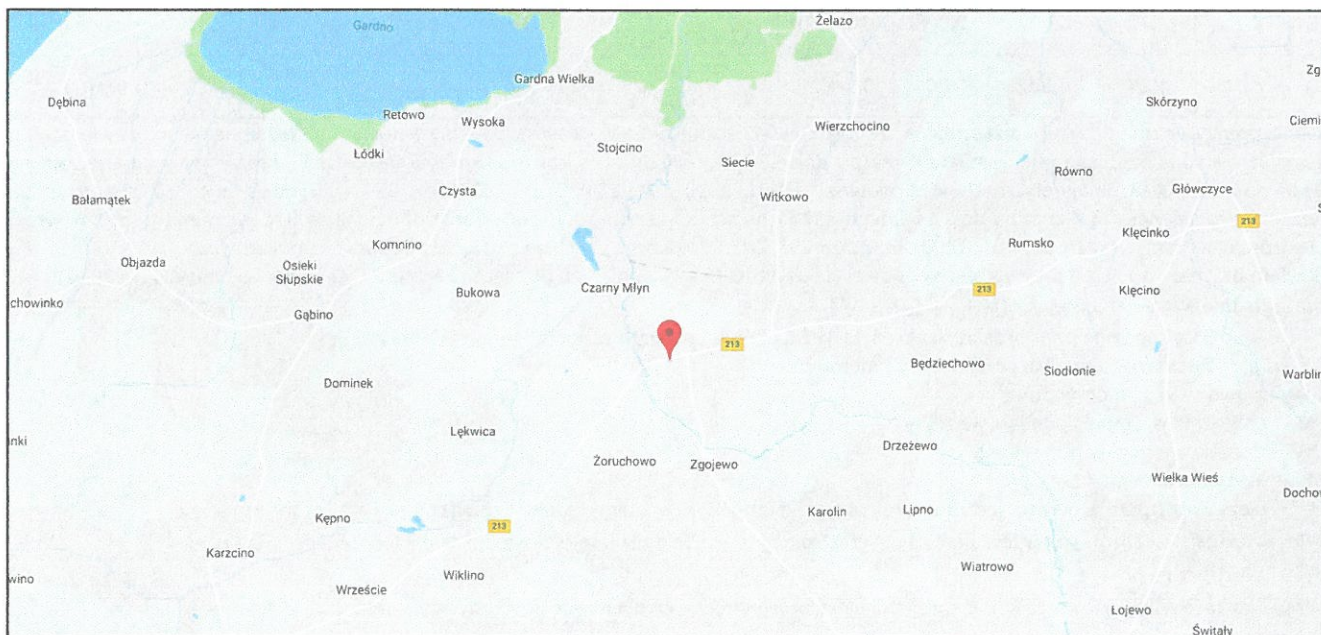 Gardno
Żelazo
Gardna Wielka
Zg
Dębina
Skórzyno
Retowo
Wysoka
Ciemi
Wierzchocino
Stojcino
Łódki
Siecie
Równo
Czysta
Główczyce
Bałamątek
Witkowo
S
213
Klęcinko
Komnino
Rumsko
Objazda
Osieki
Słupskie
Czarny Młyn
213
Klęcino
Bukowa
chowinko
Gąbino
213
Będziechowo
Siodłonie
Warblin
Dominek
Lękwica
nki
Drzeżewo
Żoruchowo
Zgojewo
Wielka Wieś
Dochow
Karolin
Lipno
Kępno
213
Karzcino
Wiatrowo
Wiklino
wino
Wrzeście
Łojewo
Świtały